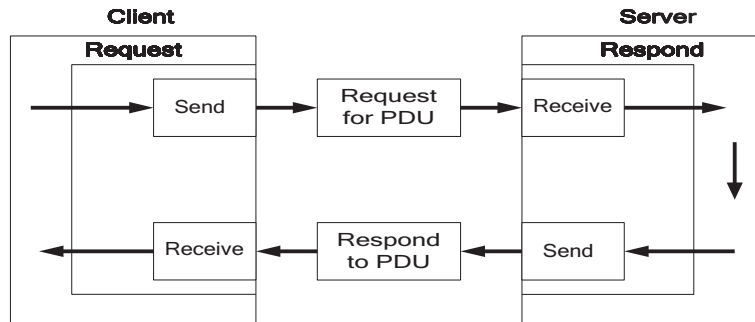 Client
Server
Request
Respond
Send
Request
for PDU
Receive
Receive
Respond
to PDU
Send